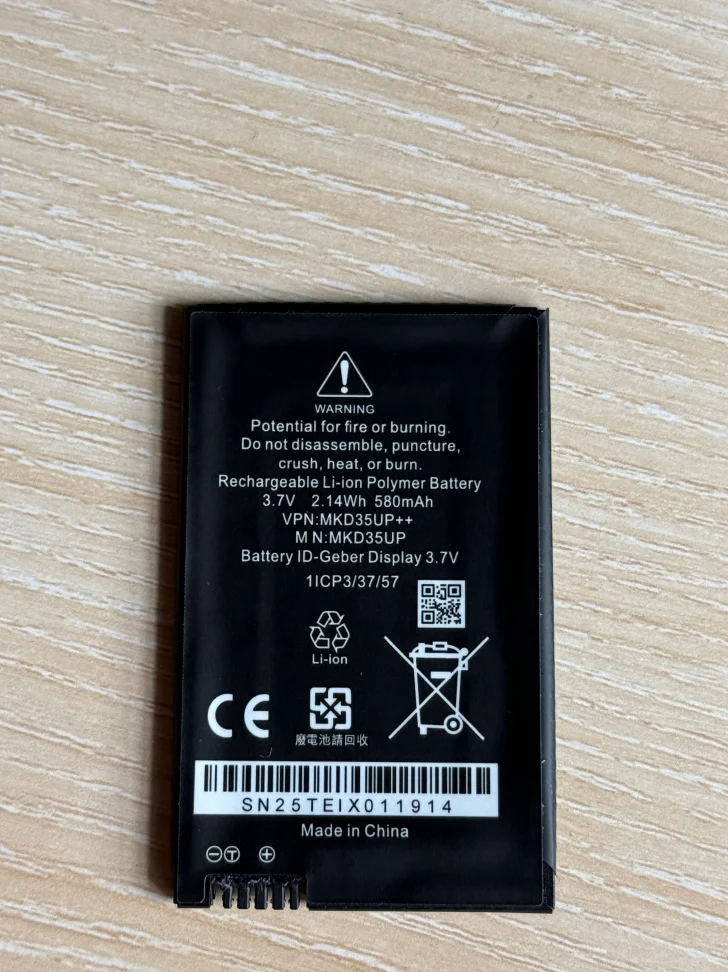 WARNING
Potential for fire or burning.
Do not disassemble, puncture,
crush, heat, or burn.
Rechargeable Li-ion Polymer Battery
3.7V 2.14Wh 580mAh
VPN:MKD35UP++
M N:MKD35UP
Battery ID-Geber Display 3.7V
1ICP3/37/57
Li-ion
CE
廢電池請回收
SN25TEIX011914
Made in China